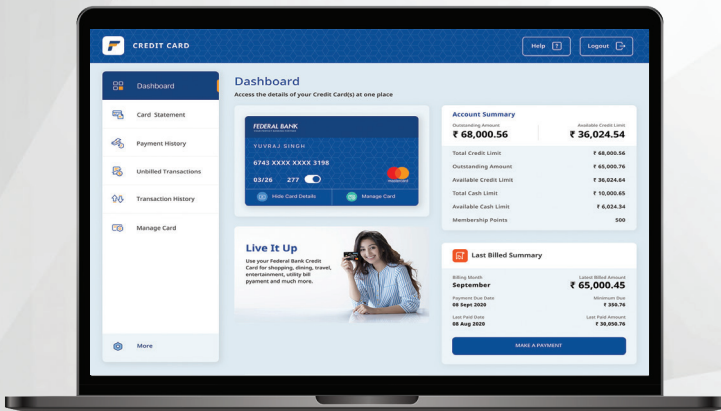 CREDIT CARD
Help
Logout
Dashboard
Card Statement
Payment History
Unbilled Transactions
Transaction History
Manage Card
More
Dashboard
Access the details of your Credit Card(s) at one place
FEDERAL BANK
YUVRAJ SINGH
6743 XXXX XXXX 3198
03/26 277
Hide Card Details Manage Card
Live It Up
Use your Federal Bank Credit
Card for shopping, dining, travel,
entertainment, utility bill
pyament and much more.
Account Summary
Outstanding Amount Available Credit Limit
₹ 68,000.56 ₹ 36,024.54
Total Credit Limit ₹ 68,000.56
Outstanding Amount ₹ 65,000.76
Available Credit Limit ₹ 36,024.64
Total Cash Limit ₹ 10,000.65
Available Cash Limit ₹ 6,024.34
Membership Points 500
Last Billed Summary
Billing Month Latest Billed Amount
September ₹ 65,000.45
Payment Due Date Minimum Due
08 Sept 2020 ₹ 350.76
Last Paid Date Last Paid Amount
08 Aug 2020 ₹ 30,050.76
MAKE A PAYMENT